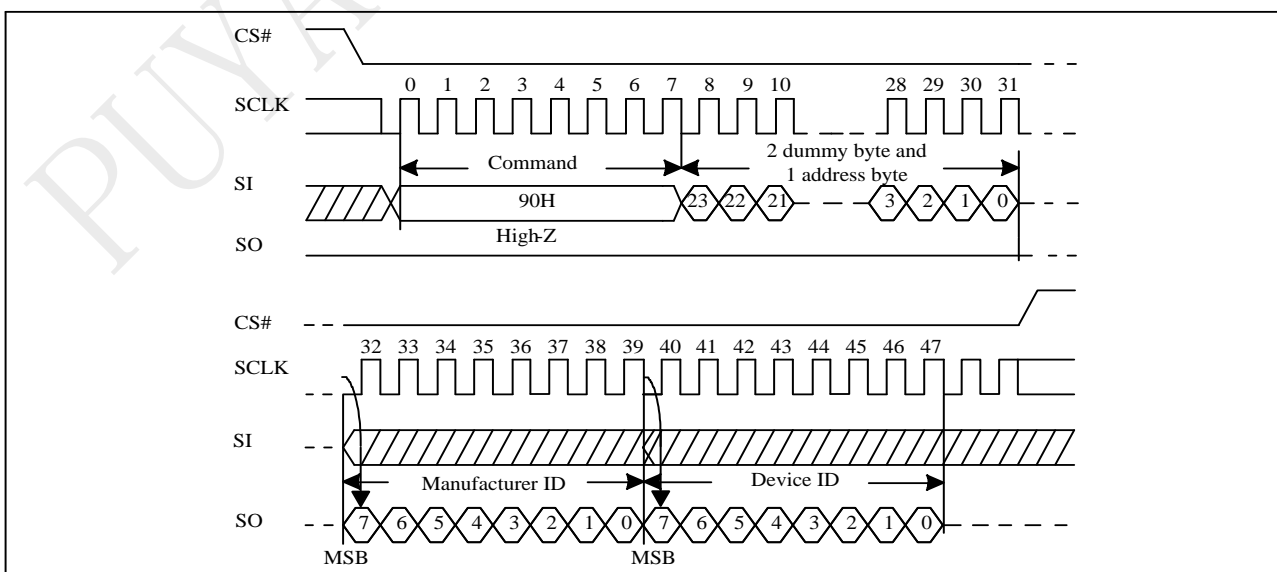 PUYA
CS#
0 1 2 3 4 5 6 7 8 9 10 28 29 30 31
SCLK
Command
2 dummy byte and
1 address byte
SI
90H
23 22 21 3 2 1 0
High-Z
SO
CS#
32 33 34 35 36 37 38 39 40 41 42 43 44 45 46 47
SCLK
SI
Manufacturer ID Device ID
SO
7 6 5 4 3 2 1 0 7 6 5 4 3 2 1 0
MSB MSB